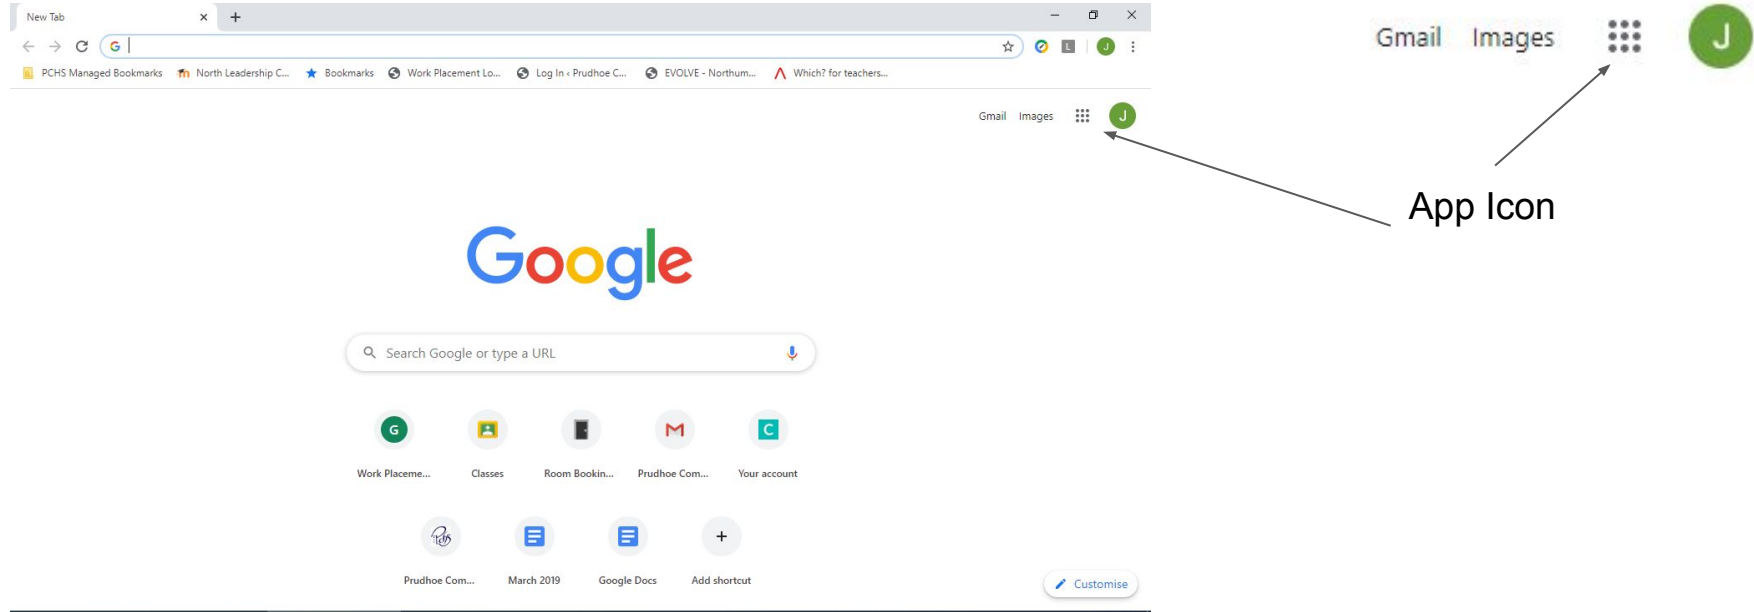 New Tab
G
L
J
PCHS Managed Bookmarks
North Leadership C...
Bookmarks
Work Placement Lo...
Log In ‹ Prudhoe C...
EVOLVE - Northum...
Which? for teachers...
Gmail Images
J
Gmail Images
J
App Icon
Google
Search Google or type a URL
G
C
Work Placeme...
Classes
Room Bookin...
Prudhoe Com...
Your account
Prudhoe Com...
March 2019
Google Docs
Add shortcut
Customise